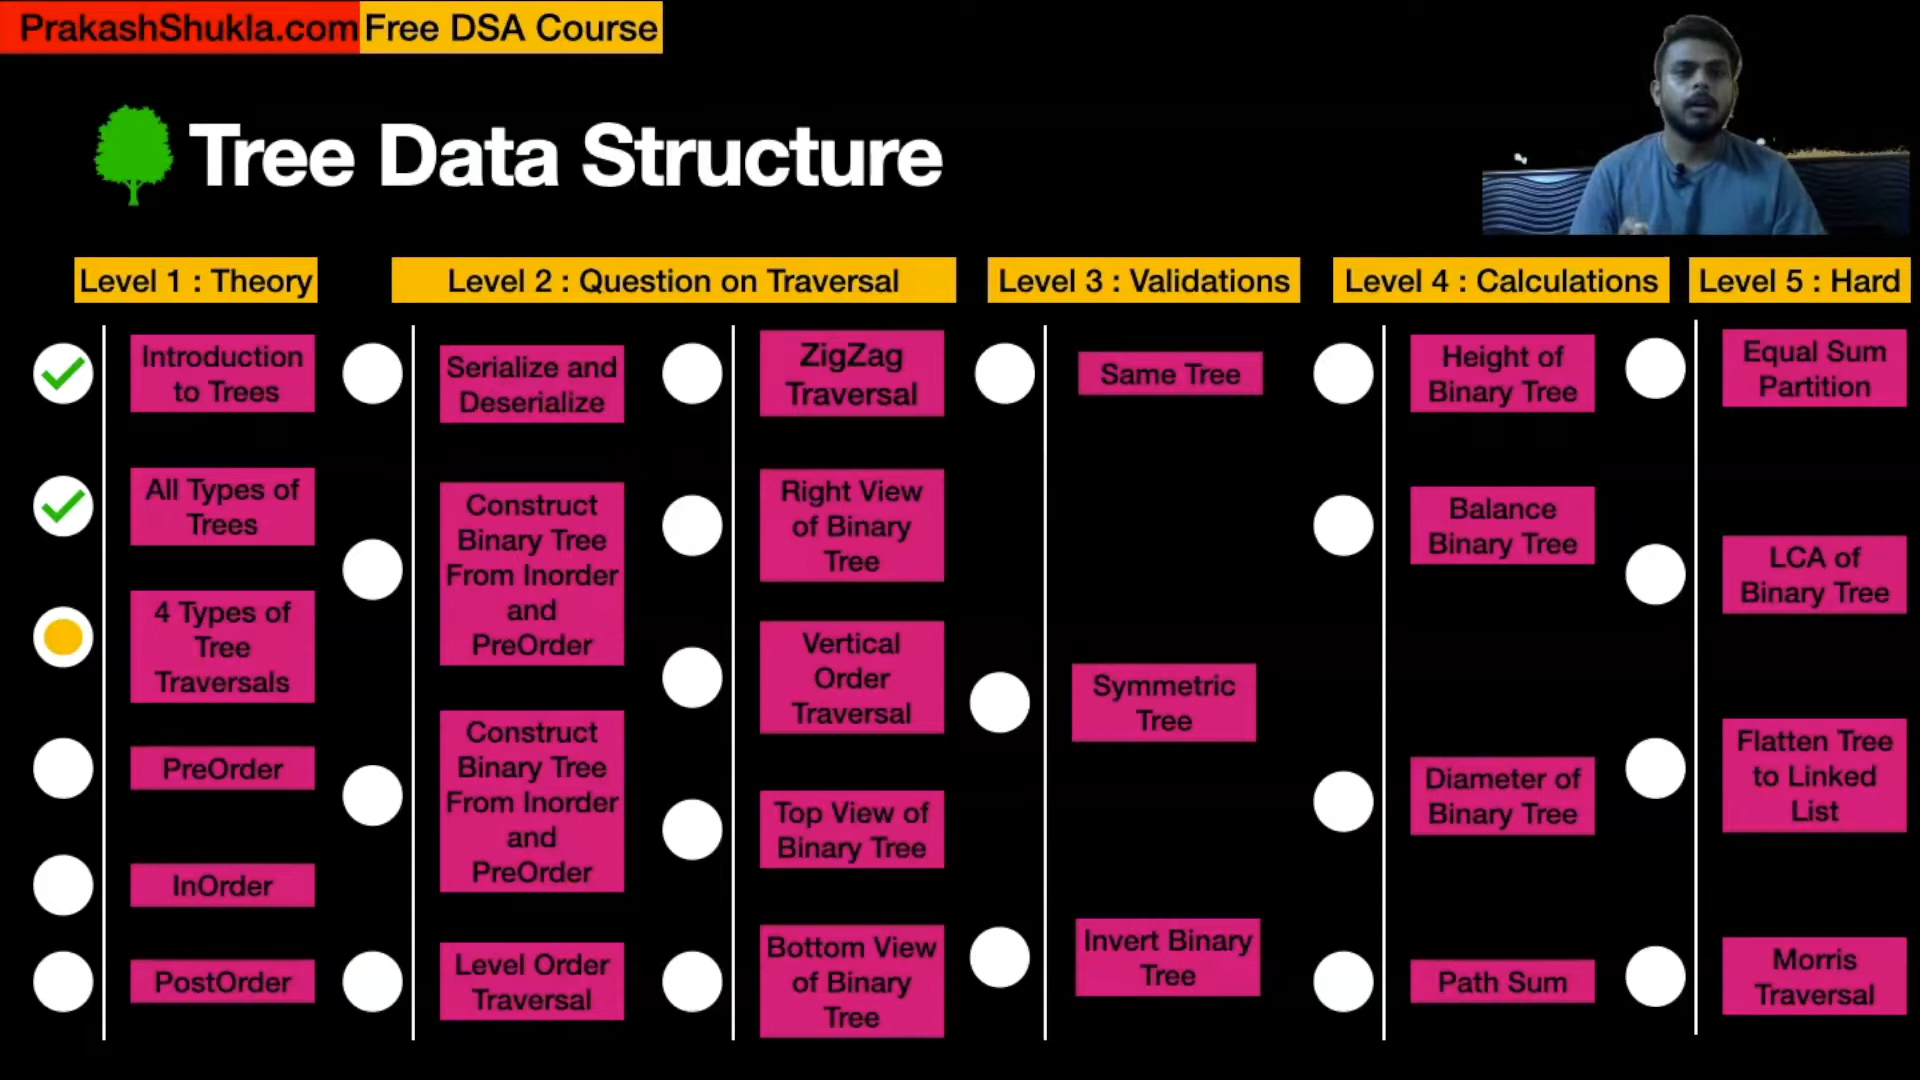 PrakashShukla.com Free DSA Course
Tree Data Structure
Level 1 : Theory
Introduction
to Trees
All Types of
Trees
4 Types of
Tree
Traversals
PreOrder
InOrder
PostOrder
Level 2 : Question on Traversal
Serialize and
Deserialize
Construct
Binary Tree
From Inorder
and
PreOrder
Construct
Binary Tree
From Inorder
and
PreOrder
Level Order
Traversal
ZigZag
Traversal
Right View
of Binary
Tree
Vertical
Order
Traversal
Top View of
Binary Tree
Bottom View
of Binary
Tree
Level 3 : Validations
Same Tree
Symmetric
Tree
Invert Binary
Tree
Level 4 : Calculations
Height of
Binary Tree
Balance
Binary Tree
Diameter of
Binary Tree
Path Sum
Level 5 : Hard
Equal Sum
Partition
LCA of
Binary Tree
Flatten Tree
to Linked
List
Morris
Traversal